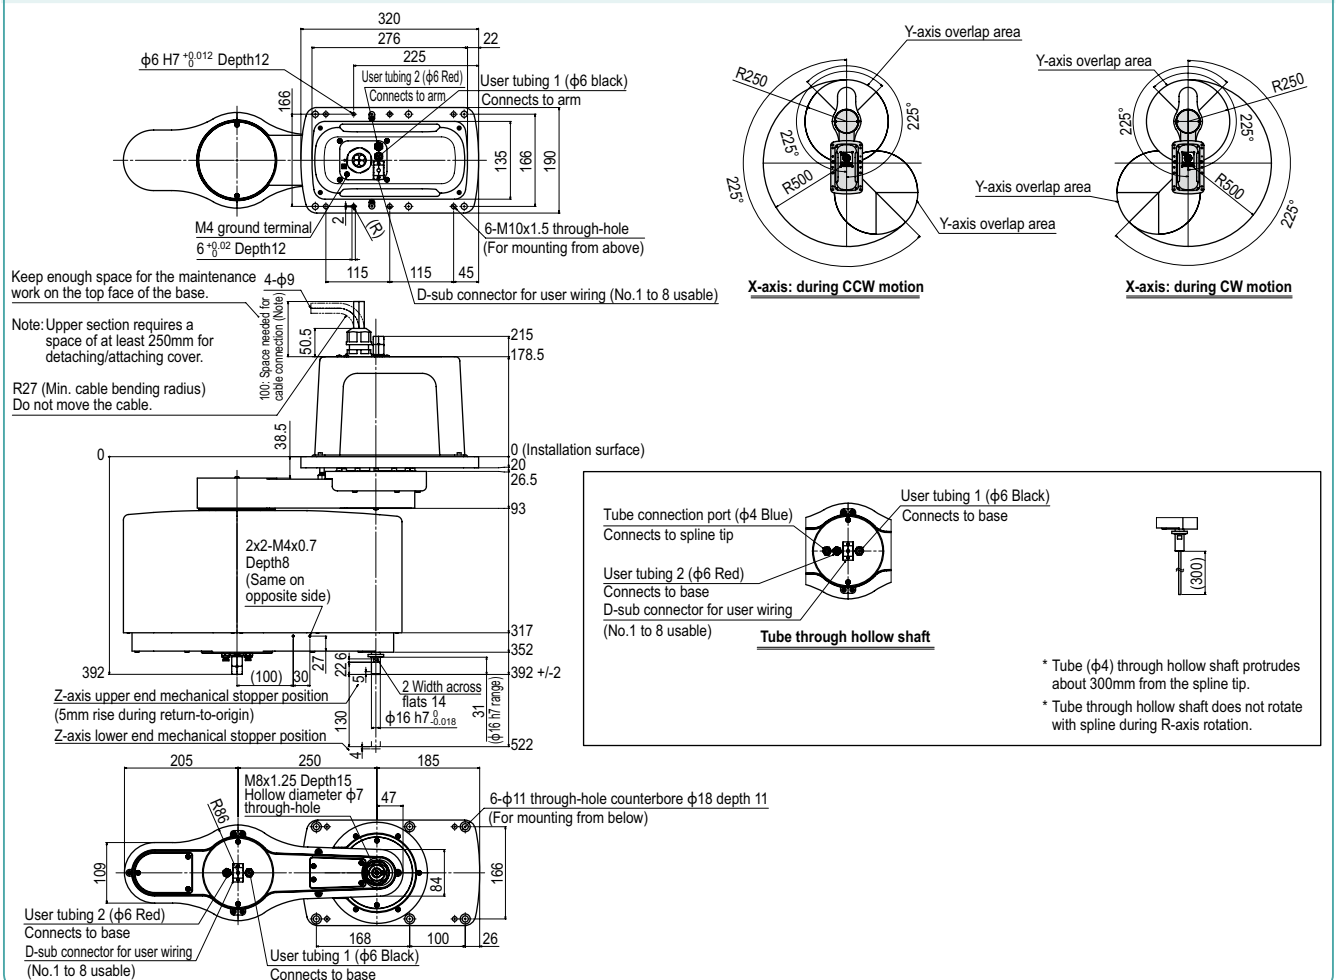 320
276
22
225
ϕ6 H7 +0.012 0 Depth12
User tubing 2 (ϕ6 Red)
Connects to arm
User tubing 1 (ϕ6 black)
Connects to arm
166
135
166
190
M4 ground terminal
6 +0.02 0 Depth12
2
(R)
6-M10x1.5 through-hole
(For mounting from above)
115
115
45
D-sub connector for user wiring (No.1 to 8 usable)
Y-axis overlap area
R250
225°
225°
225°
R500
Y-axis overlap area
X-axis: during CCW motion
Y-axis overlap area
R250
225°
225°
Y-axis overlap area
R500
225°
X-axis: during CW motion
Keep enough space for the maintenance
work on the top face of the base.
Note: Upper section requires a
space of at least 250mm for
detaching/attaching cover.
R27 (Min. cable bending radius)
Do not move the cable.
4-ϕ9
100: Space needed for
cable connection (Note)
50.5
215
178.5
38.5
0
0 (Installation surface)
20
26.5
93
2x2-M4x0.7
Depth8
(Same on
opposite side)
317
352
392
392 +/-2
(100)
30
27
22.6
5
Z-axis upper end mechanical stopper position
(5mm rise during return-to-origin)
Z-axis lower end mechanical stopper position
130
2 Width across
flats 14
ϕ16 h7 0 -0.018
31
(ϕ16 h7 range)
4
522
Tube connection port (ϕ4 Blue)
Connects to spline tip
User tubing 2 (ϕ6 Red)
Connects to base
D-sub connector for user wiring
(No.1 to 8 usable)
User tubing 1 (ϕ6 Black)
Connects to base
Tube through hollow shaft
(300)
* Tube (ϕ4) through hollow shaft protrudes
about 300mm from the spline tip.
* Tube through hollow shaft does not rotate
with spline during R-axis rotation.
205
250
185
M8x1.25 Depth15
Hollow diameter ϕ7
through-hole
47
R86
6-ϕ11 through-hole counterbore ϕ18 depth 11
(For mounting from below)
109
84
166
User tubing 2 (ϕ6 Red)
Connects to base
D-sub connector for user wiring
(No.1 to 8 usable)
User tubing 1 (ϕ6 Black)
Connects to base
168
100
26